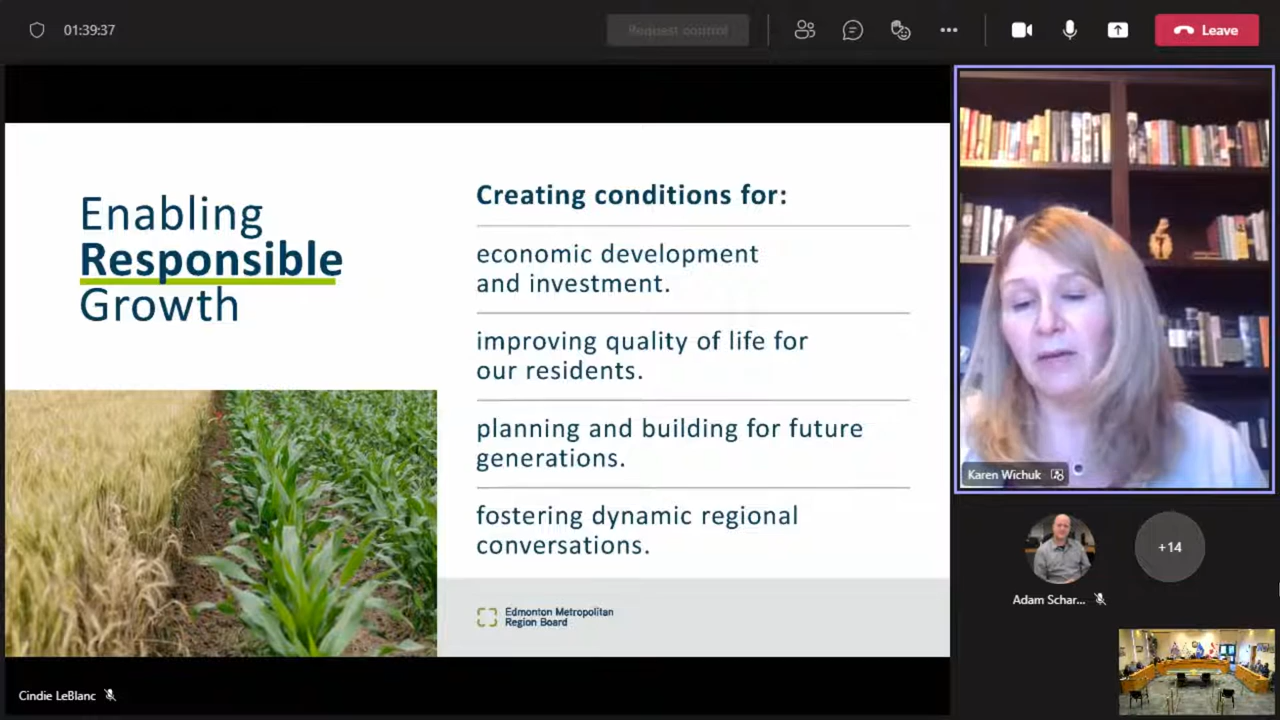 01:39:37
Request control
Leave
Enabling
Responsible
Growth
Creating conditions for:
economic development
and investment.
improving quality of life for
our residents.
planning and building for future
generations.
fostering dynamic regional
conversations.
Edmonton Metropolitan
Region Board
Cindie LeBlanc
Karen Wichuk
+14
Adam Schar...